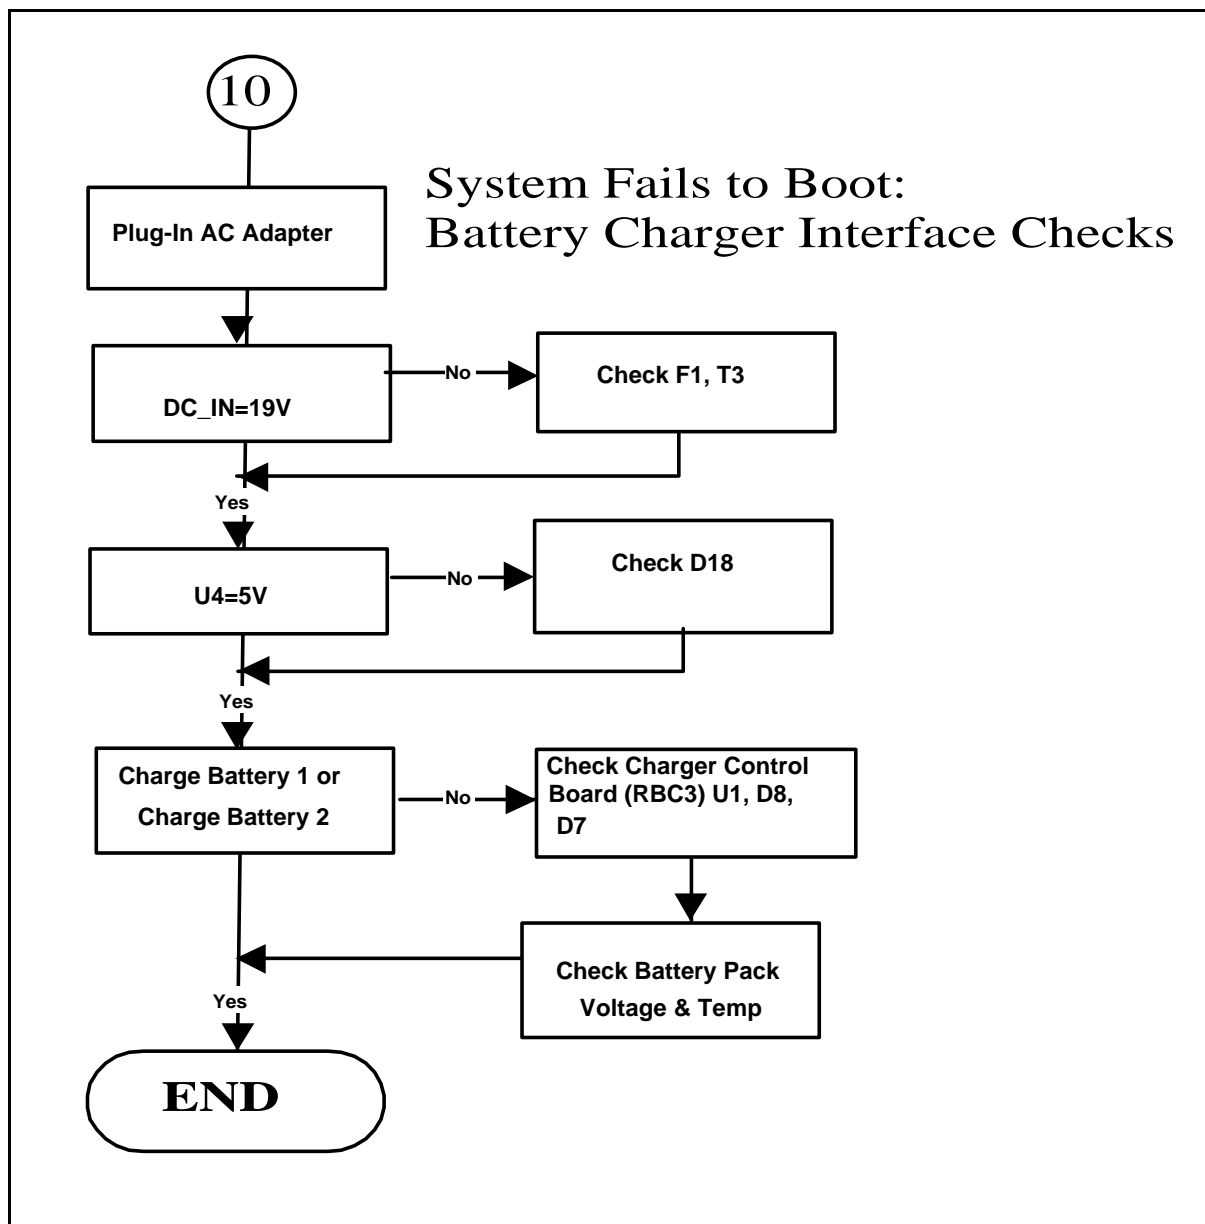 10
System Fails to Boot:
Battery Charger Interface Checks
Plug-In AC Adapter
DC_IN=19V
No
Check F1, T3
Yes
U4=5V
No
Check D18
Yes
Charge Battery 1 or
Charge Battery 2
No
Check Charger Control
Board (RBC3) U1, D8,
D7
Check Battery Pack
Voltage & Temp
Yes
END